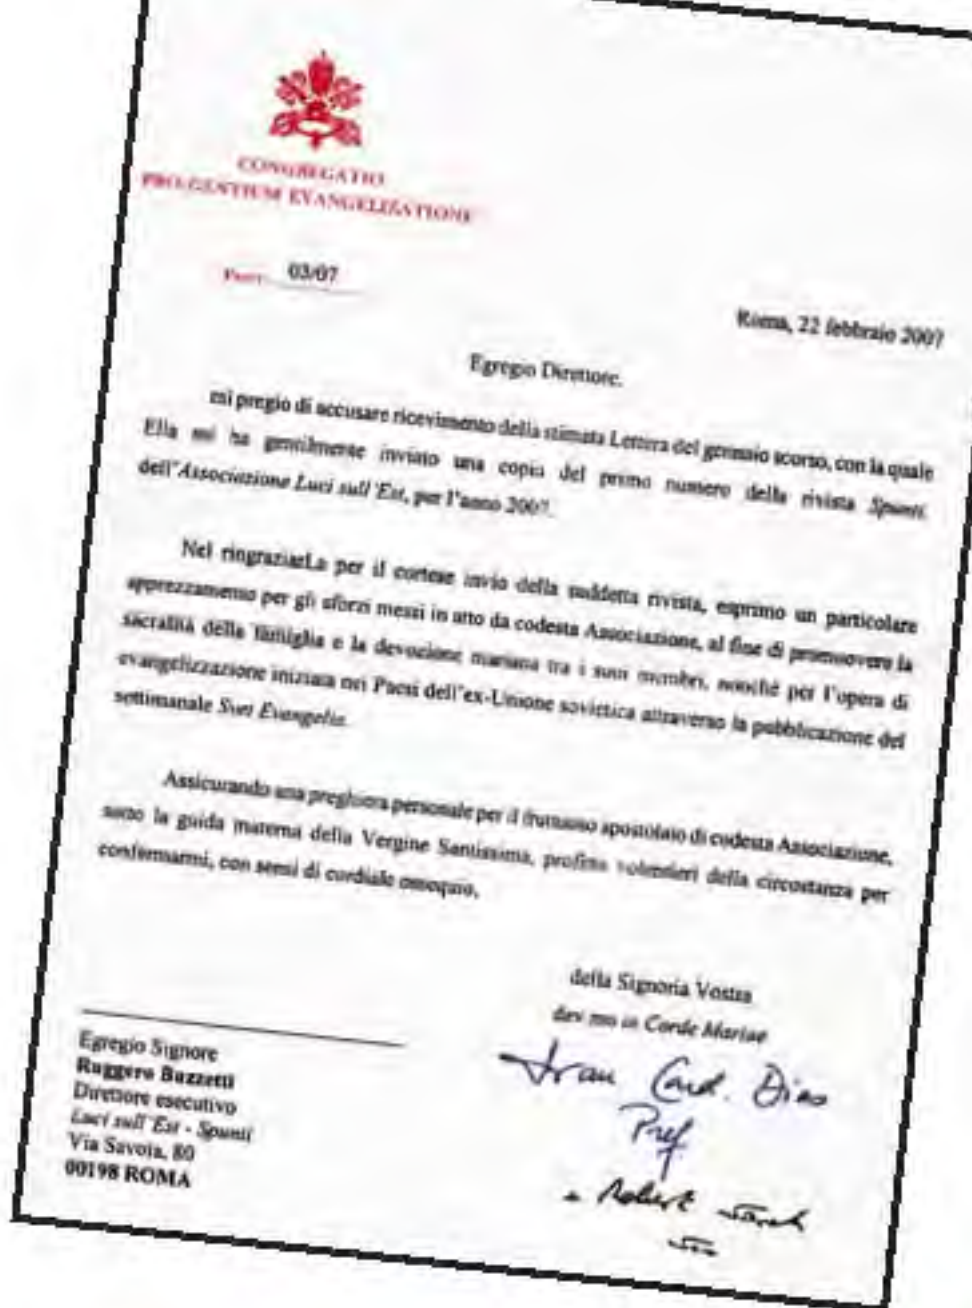 CONGREGATIO
PRO GENTIUM EVANGELIZATIONE
Prot. 03/07
Roma, 22 febbraio 2007
Egregio Direttore,
mi pregio di accusare ricevimento della stimata Lettera del gennaio scorso, con la quale
Ella mi ha gentilmente inviato una copia del primo numero della rivista Spunti,
dell'Associazione Luci sull'Est, per l'anno 2007.
Nel ringraziarLa per il cortese invio della suddetta rivista, esprimo un particolare
apprezzamento per gli sforzi messi in atto da codesta Associazione, al fine di promuovere la
sacralità della famiglia e la devozione mariana tra i suoi membri, nonché per l'opera di
evangelizzazione iniziata nei Paesi dell'ex-Unione sovietica attraverso la pubblicazione del
settimanale Svet Evangelia.
Assicurando una preghiera personale per il fruttuoso apostolato di codesta Associazione,
sotto la guida materna della Vergine Santissima, profitto volentieri della circostanza per
confermarmi, con sensi di cordiale ossequio,
della Signoria Vostra
dev.mo in Corde Mariae
Ivan Card. Dias
Pref.
Robert Sarah
Egregio Signore
Ruggero Buzzetti
Direttore esecutivo
Luci sull'Est - Spunti
Via Savoia, 80
00198 ROMA